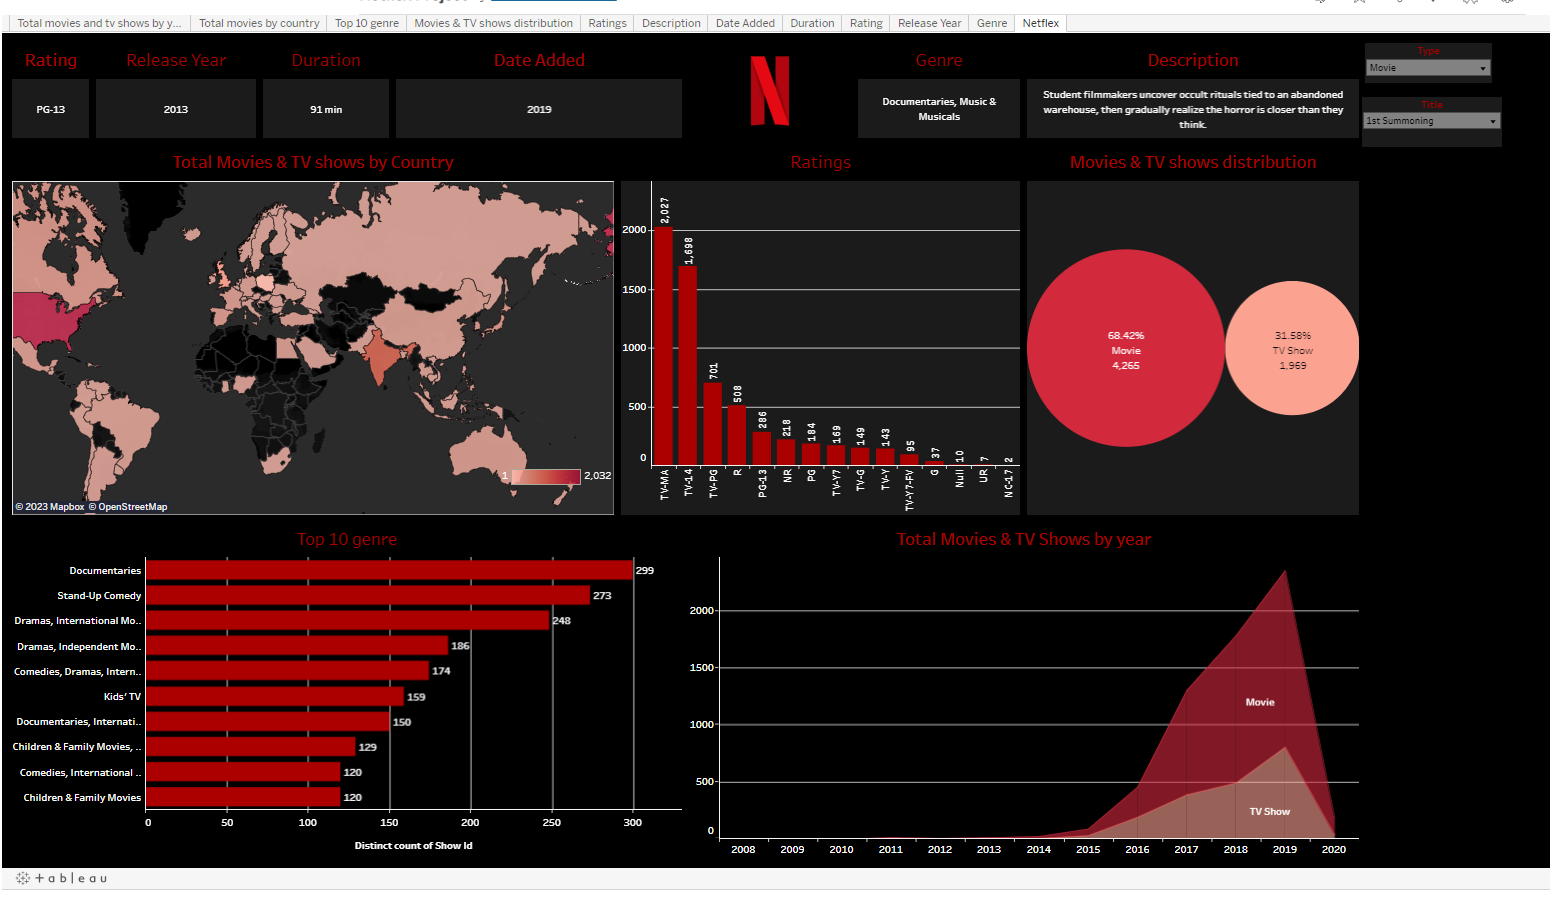 Total movies and tv shows by y...
Total movies by country
Top 10 genre
Movies & TV shows distribution
Ratings
Description
Date Added
Duration
Rating
Release Year
Genre
Netflex
Rating
Release Year
Duration
Date Added
Genre
Description
Type
Movie
Title
1st Summoning
PG-13
2013
91 min
2019
Documentaries, Music &
Musicals
Student filmmakers uncover occult rituals tied to an abandoned
warehouse, then gradually realize the horror is closer than they
think.
Total Movies & TV shows by Country
1
2,032
© 2023 Mapbox © OpenStreetMap
Ratings
2000
1500
1000
500
0
2,027
1,698
701
508
286
218
184
169
149
143
95
37
10
7
2
TV-MA
TV-14
TV-PG
R
PG-13
NR
PG
TV-Y7
TV-G
TV-Y
TV-Y7-FV
G
Null
UR
NC-17
Movies & TV shows distribution
68.42%
Movie
4,265
31.58%
TV Show
1,969
Top 10 genre
Documentaries
299
Stand-Up Comedy
273
Dramas, International Mo..
248
Dramas, Independent Mo..
186
Comedies, Dramas, Intern..
174
Kids' TV
159
Documentaries, Internati..
150
Children & Family Movies, ..
129
Comedies, International ..
120
Children & Family Movies
120
0
50
100
150
200
250
300
Distinct count of Show Id
Total Movies & TV Shows by year
2000
1500
1000
500
0
Movie
TV Show
2008
2009
2010
2011
2012
2013
2014
2015
2016
2017
2018
2019
2020
+ a b | e a u